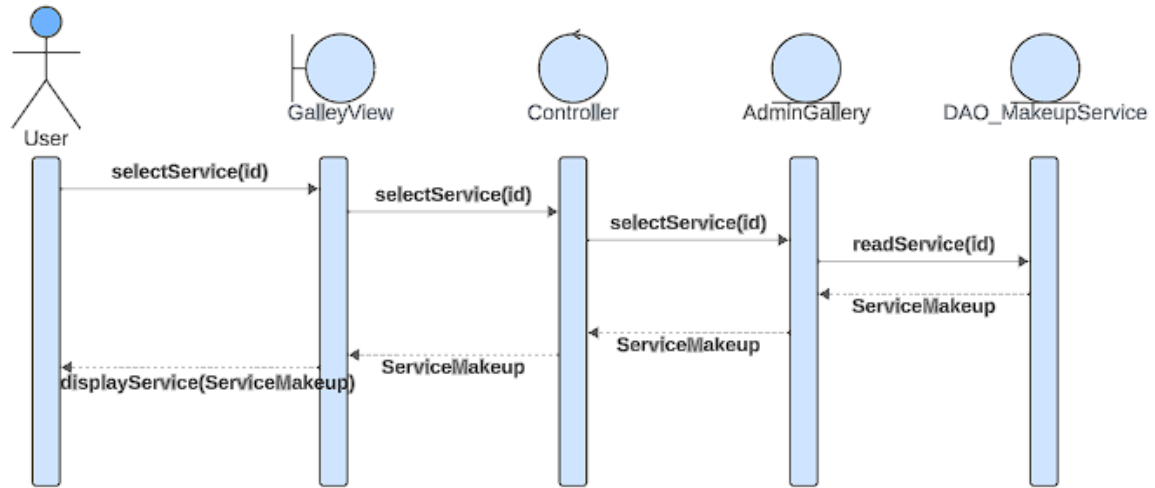 GalleyView
Controller
AdminGallery
DAO_MakeupService
User
selectService(id)
selectService(id)
selectService(id)
readService(id)
ServiceMakeup
ServiceMakeup
ServiceMakeup
displayService(ServiceMakeup)